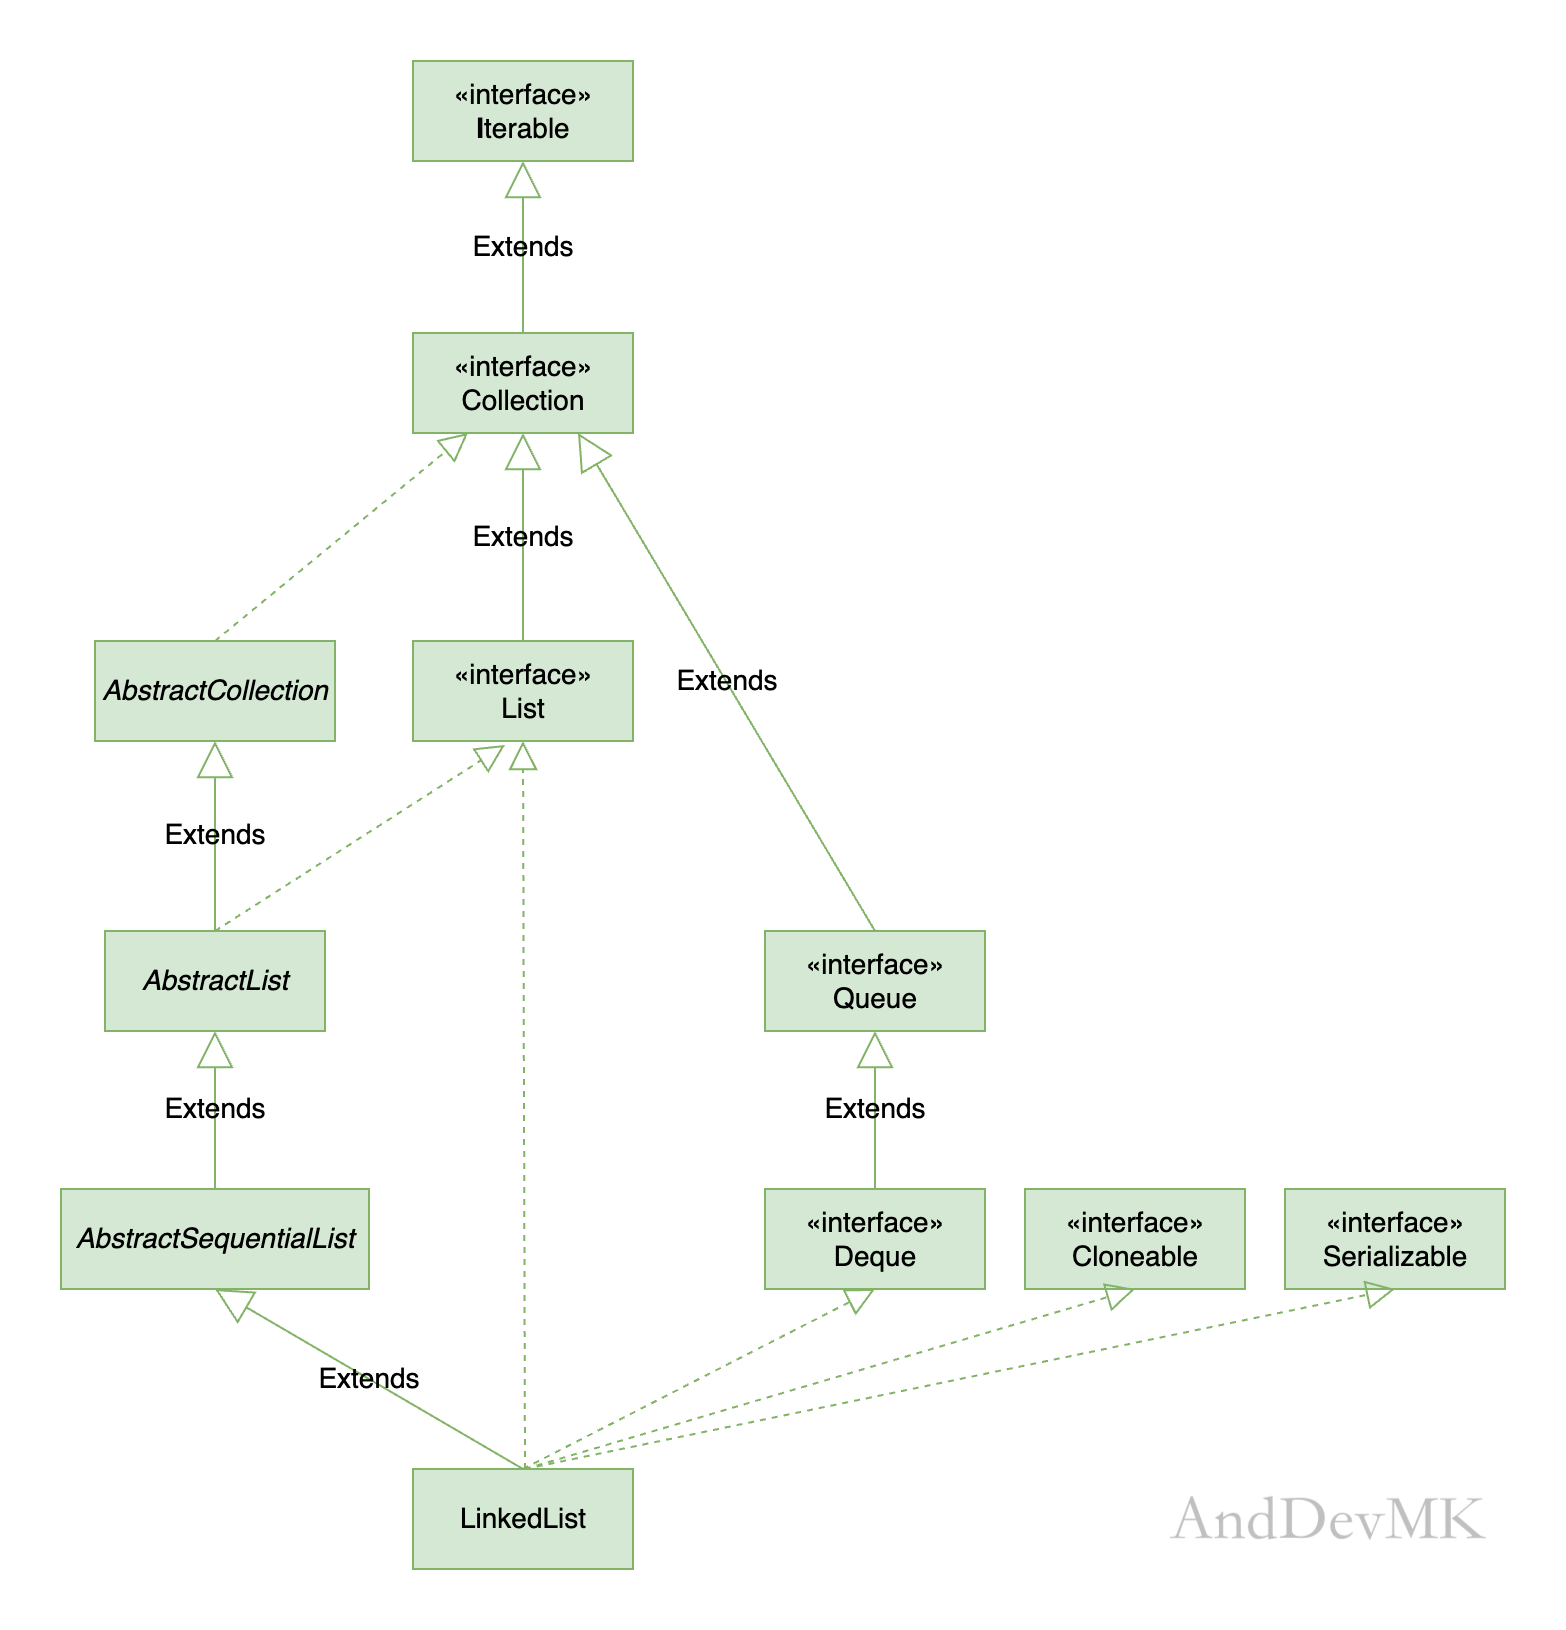 «interface»
Iterable
Extends
«interface»
Collection
Extends
AbstractCollection
«interface»
List
Extends
Extends
AbstractList
«interface»
Queue
Extends
Extends
AbstractSequentialList
«interface»
Deque
«interface»
Cloneable
«interface»
Serializable
Extends
LinkedList
AndDevMK